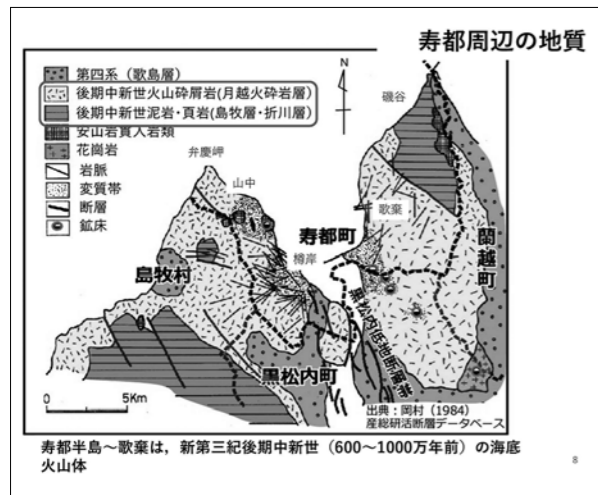 寿都周辺の地質
N
第四系(歌島層)
後期中新世火山砕屑岩(月越火砕岩層)
後期中新世泥岩・頁岩(島牧層・折川層)
安山岩貫入岩類
花崗岩
岩脈
変質帯
断層
鉱床
磯谷
弁慶岬
山中
歌棄
寿都町
樽岸
蘭越町
島牧村
黒松内低地断層帯
黒松内町
0 5Km
出典:岡村(1984)
産総研活断層データベース
寿都半島~歌棄は,新第三紀後期中新世(600~1000万年前)の海底
火山体
8